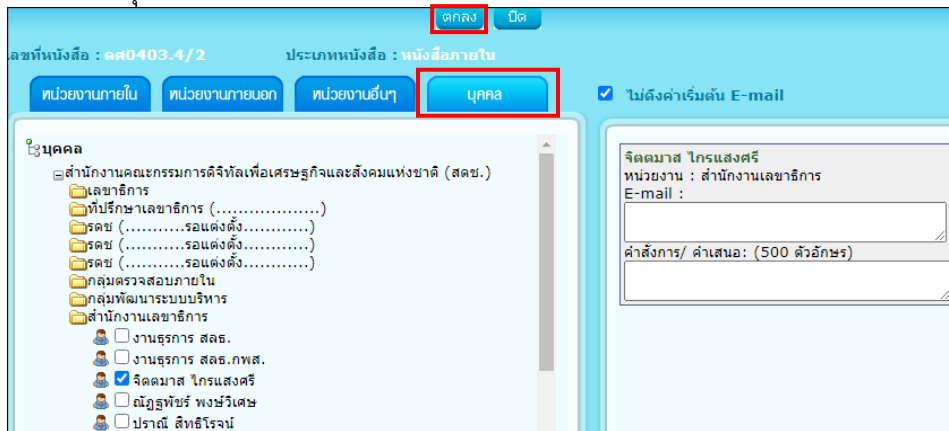 ตกลง ปิด
ลขที่หนังสือ : ดศ0403.4/2 ประเภทหนังสือ : หนังสือภายใน
หน่วยงานภายใน หน่วยงานภายนอก หน่วยงานอื่นๆ บุคคล
ไม่ดึงค่าเริ่มต้น E-mail
บุคคล
สำนักงานคณะกรรมการดิจิทัลเพื่อเศรษฐกิจและสังคมแห่งชาติ (สดช.)
เลขาธิการ
ที่ปรึกษาเลขาธิการ (...................)
รดช (..........รอแต่งตั้ง............)
รดช (..........รอแต่งตั้ง............)
รดช (..........รอแต่งตั้ง............)
กลุ่มตรวจสอบภายใน
กลุ่มพัฒนาระบบบริหาร
สำนักงานเลขาธิการ
งานธุรการ สลธ.
งานธุรการ สลธ.กพส.
จิตตมาส ไกรแสงศรี
ณัฏฐพัชร์ พงษ์วิเศษ
ปราณี สิทธิโรจน์
จิตตมาส ไกรแสงศรี
หน่วยงาน : สำนักงานเลขาธิการ
E-mail :
คำสั่งการ/ คำเสนอ: (500 ตัวอักษร)